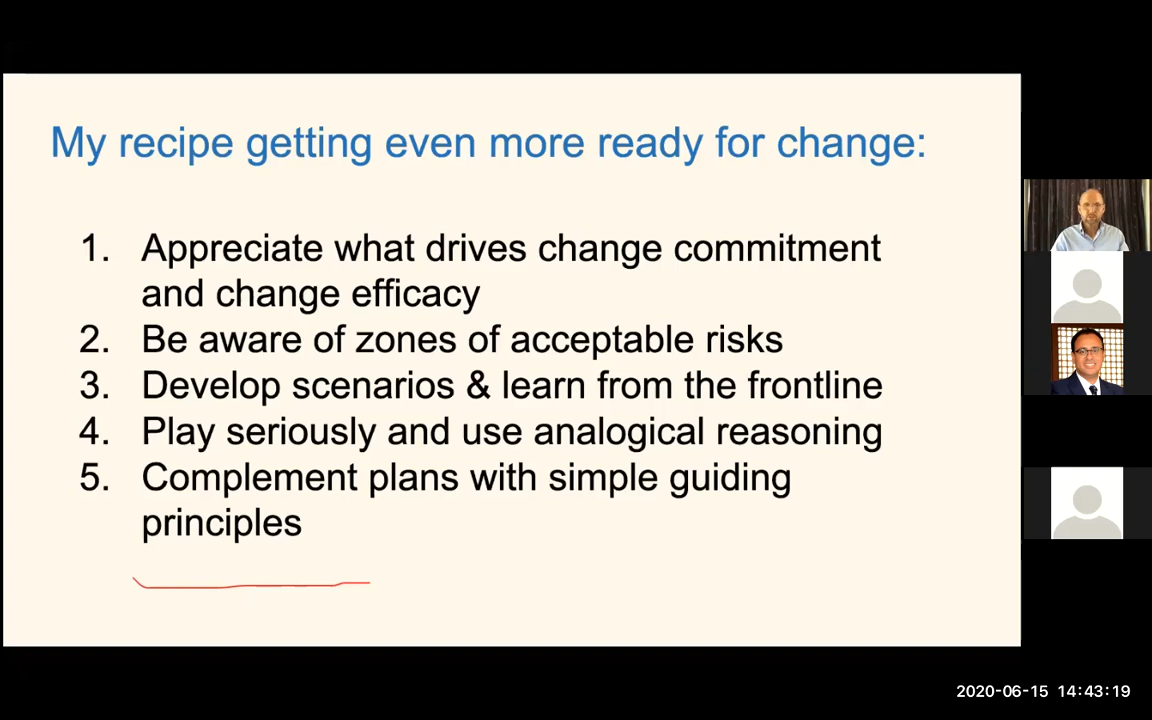 My recipe getting even more ready for change:
1. Appreciate what drives change commitment
and change efficacy
2. Be aware of zones of acceptable risks
3. Develop scenarios & learn from the frontline
4. Play seriously and use analogical reasoning
5. Complement plans with simple guiding
principles
2020-06-15 14:43:19